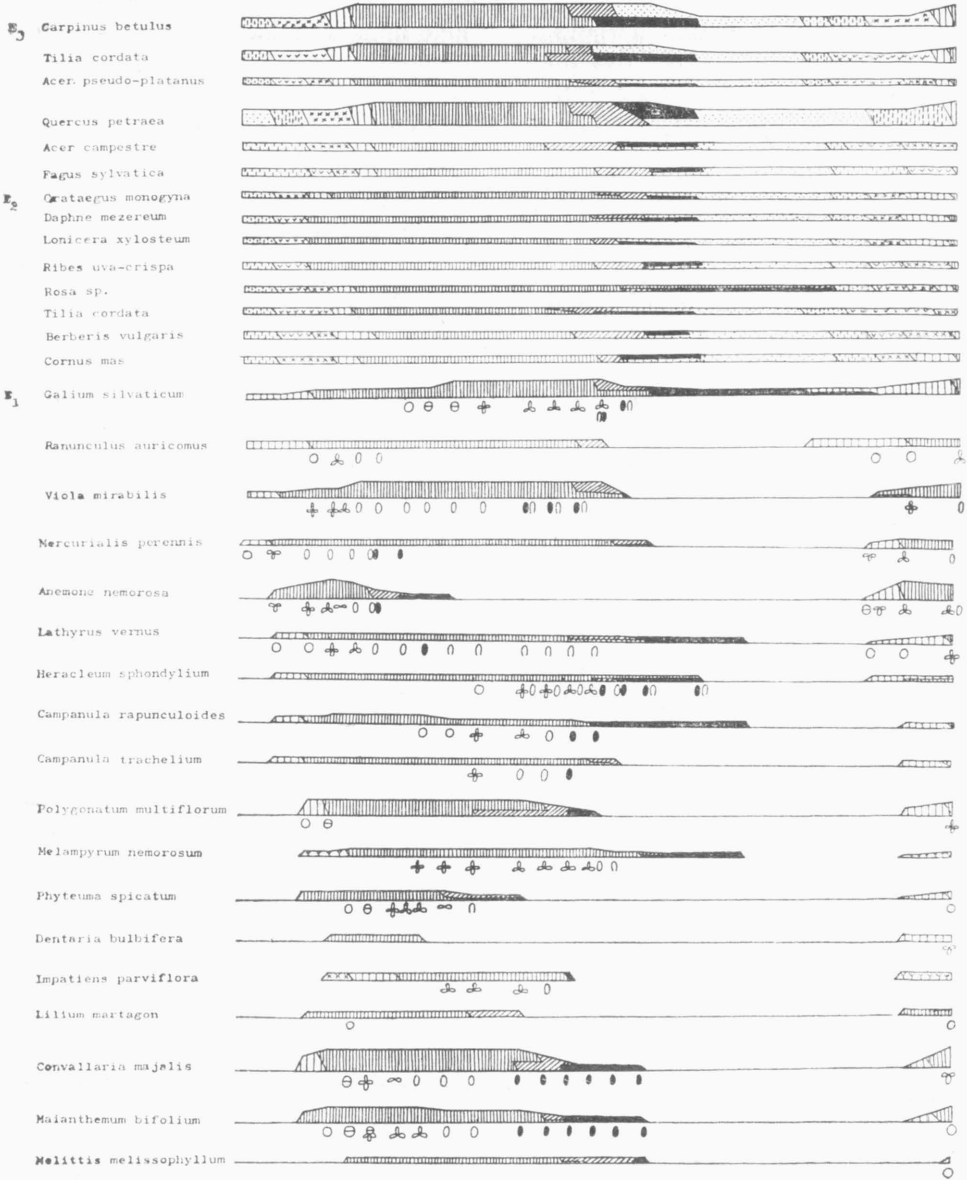 E3 Carpinus betulus
Tilia cordata
Acer pseudo-platanus
Quercus petraea
Acer campestre
Fagus sylvatica
E2 Crataegus monogyna
Daphne mezereum
Lonicera xylosteum
Ribes uva-crispa
Rosa sp.
Tilia cordata
Berberis vulgaris
Cornus mas
E1 Galium silvaticum
Ranunculus auricomus
Viola mirabilis
Mercurialis perennis
Anemone nemorosa
Lathyrus vernus
Heracleum sphondylium
Campanula rapunculoides
Campanula trachelium
Polygonatum multiflorum
Melampyrum nemorosum
Phyteuma spicatum
Dentaria bulbifera
Impatiens parviflora
Lilium martagon
Convallaria majalis
Maianthemum bifolium
Melittis melissophyllum